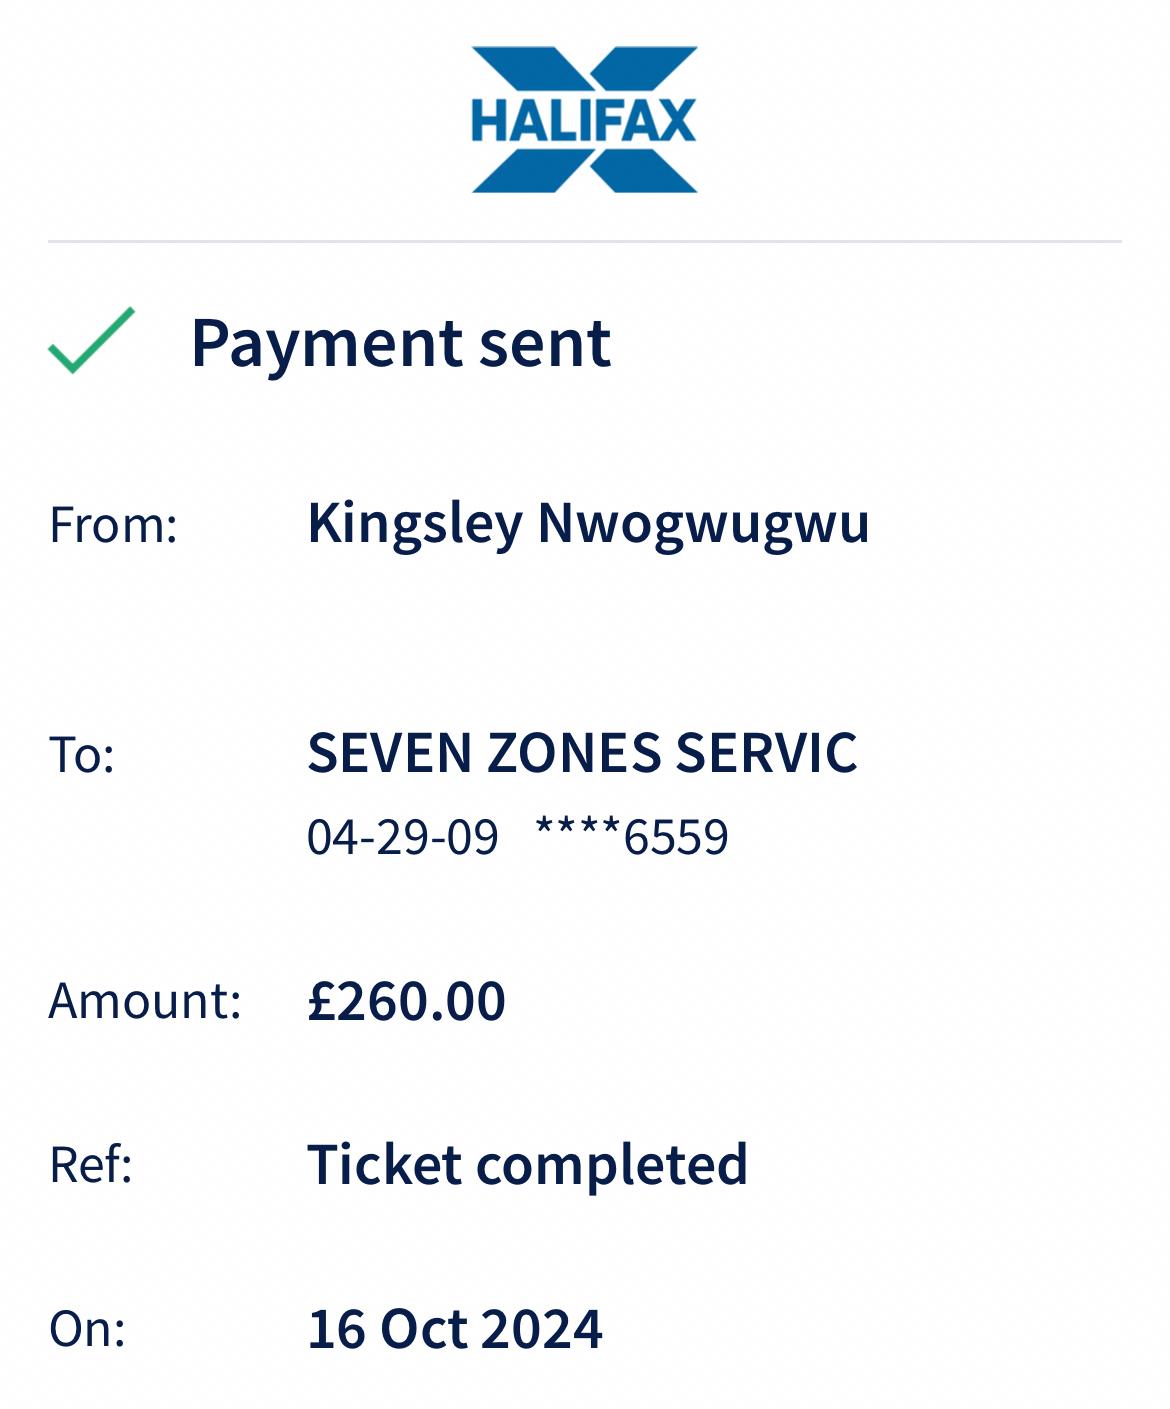 HALIFAX
Payment sent
From: Kingsley Nwogwugwu
To: SEVEN ZONES SERVIC
04-29-09 ****6559
Amount: £260.00
Ref: Ticket completed
On: 16 Oct 2024